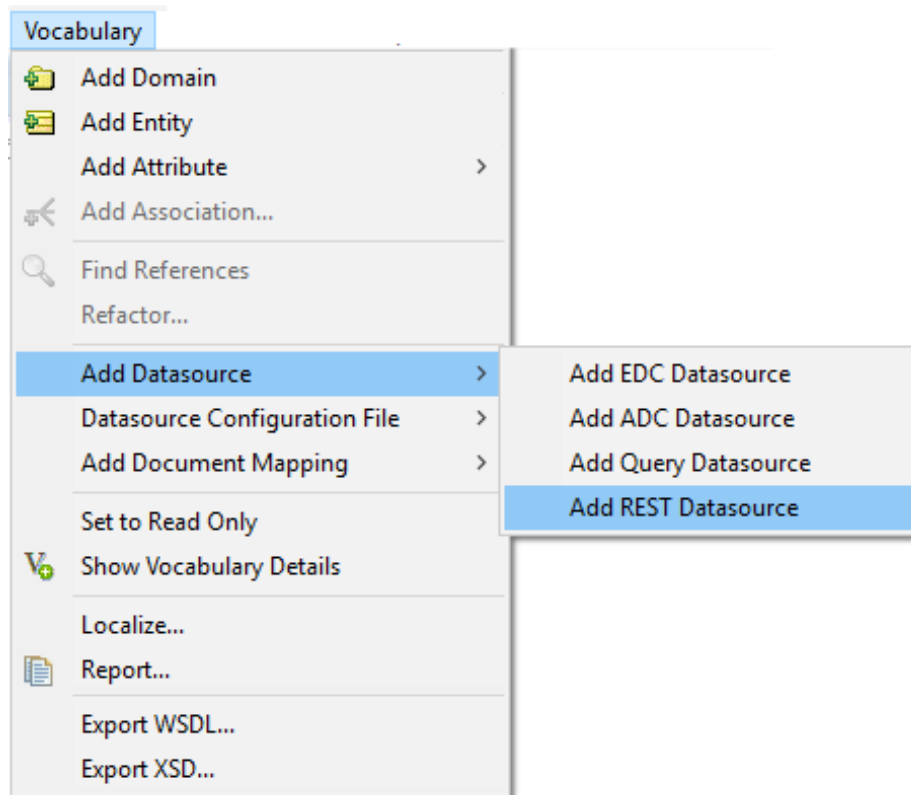 Vocabulary
Add Domain
Add Entity
Add Attribute
Add Association...
Find References
Refactor...
Add Datasource
Datasource Configuration File
Add Document Mapping
Set to Read Only
Show Vocabulary Details
Localize...
Report...
Export WSDL...
Export XSD...
Add EDC Datasource
Add ADC Datasource
Add Query Datasource
Add REST Datasource